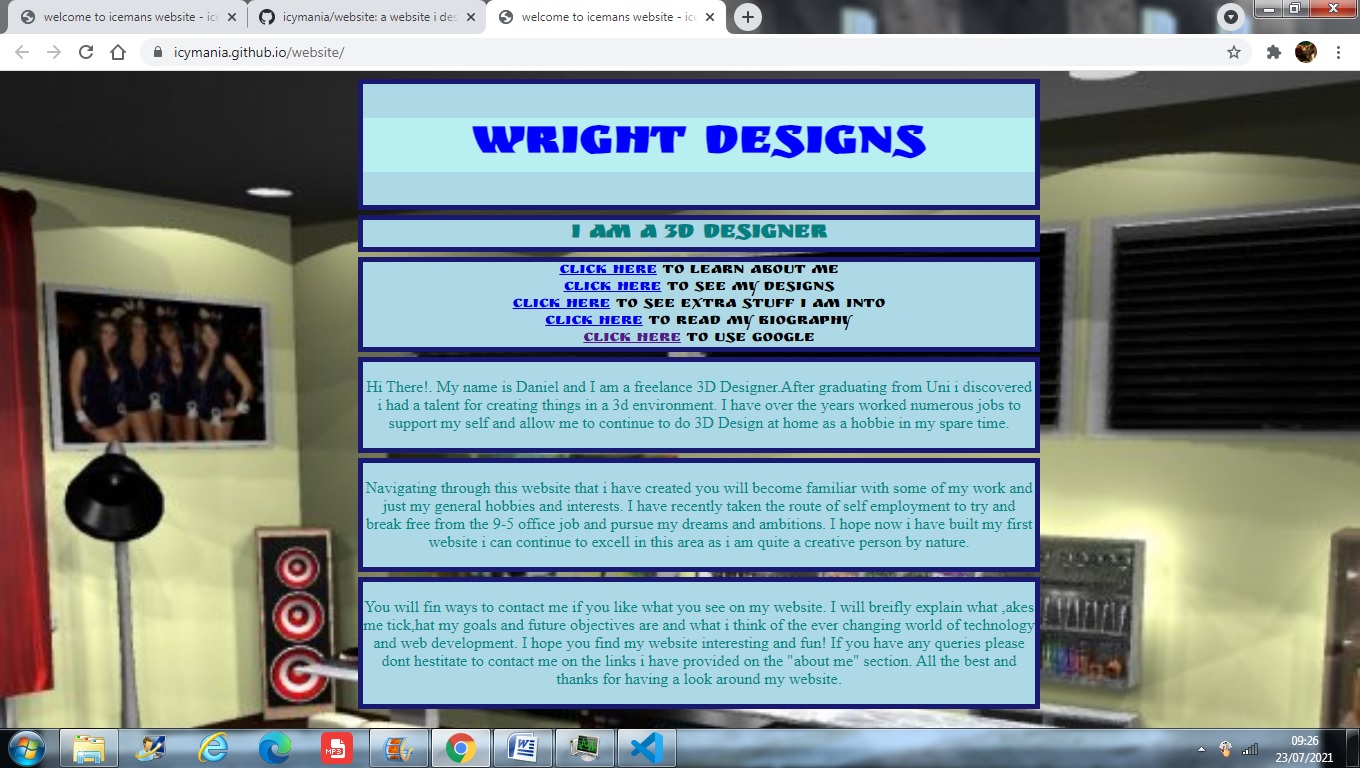 welcome to icemans website - ice
icymania/website: a website i des
welcome to icemans website - ice
icymania.github.io/website/
WRIGHT DESIGNS
I AM A 3D DESIGNER
CLICK HERE TO LEARN ABOUT ME
CLICK HERE TO SEE MY DESIGNS
CLICK HERE TO SEE EXTRA STUFF I AM INTO
CLICK HERE TO READ MY BIOGRAPHY
CLICK HERE TO USE GOOGLE
Hi There!. My name is Daniel and I am a freelance 3D Designer.After graduating from Uni i discovered
i had a talent for creating things in a 3d environment. I have over the years worked numerous jobs to
support my self and allow me to continue to do 3D Design at home as a hobbie in my spare time.
Navigating through this website that i have created you will become familiar with some of my work and
just my general hobbies and interests. I have recently taken the route of self employment to try and
break free from the 9-5 office job and pursue my dreams and ambitions. I hope now i have built my first
website i can continue to excell in this area as i am quite a creative person by nature.
You will fin ways to contact me if you like what you see on my website. I will breifly explain what ,akes
me tick,hat my goals and future objectives are and what i think of the ever changing world of technology
and web development. I hope you find my website interesting and fun! If you have any queries please
dont hestitate to contact me on the links i have provided on the "about me" section. All the best and
thanks for having a look around my website.
MP3
09:26
23/07/2021